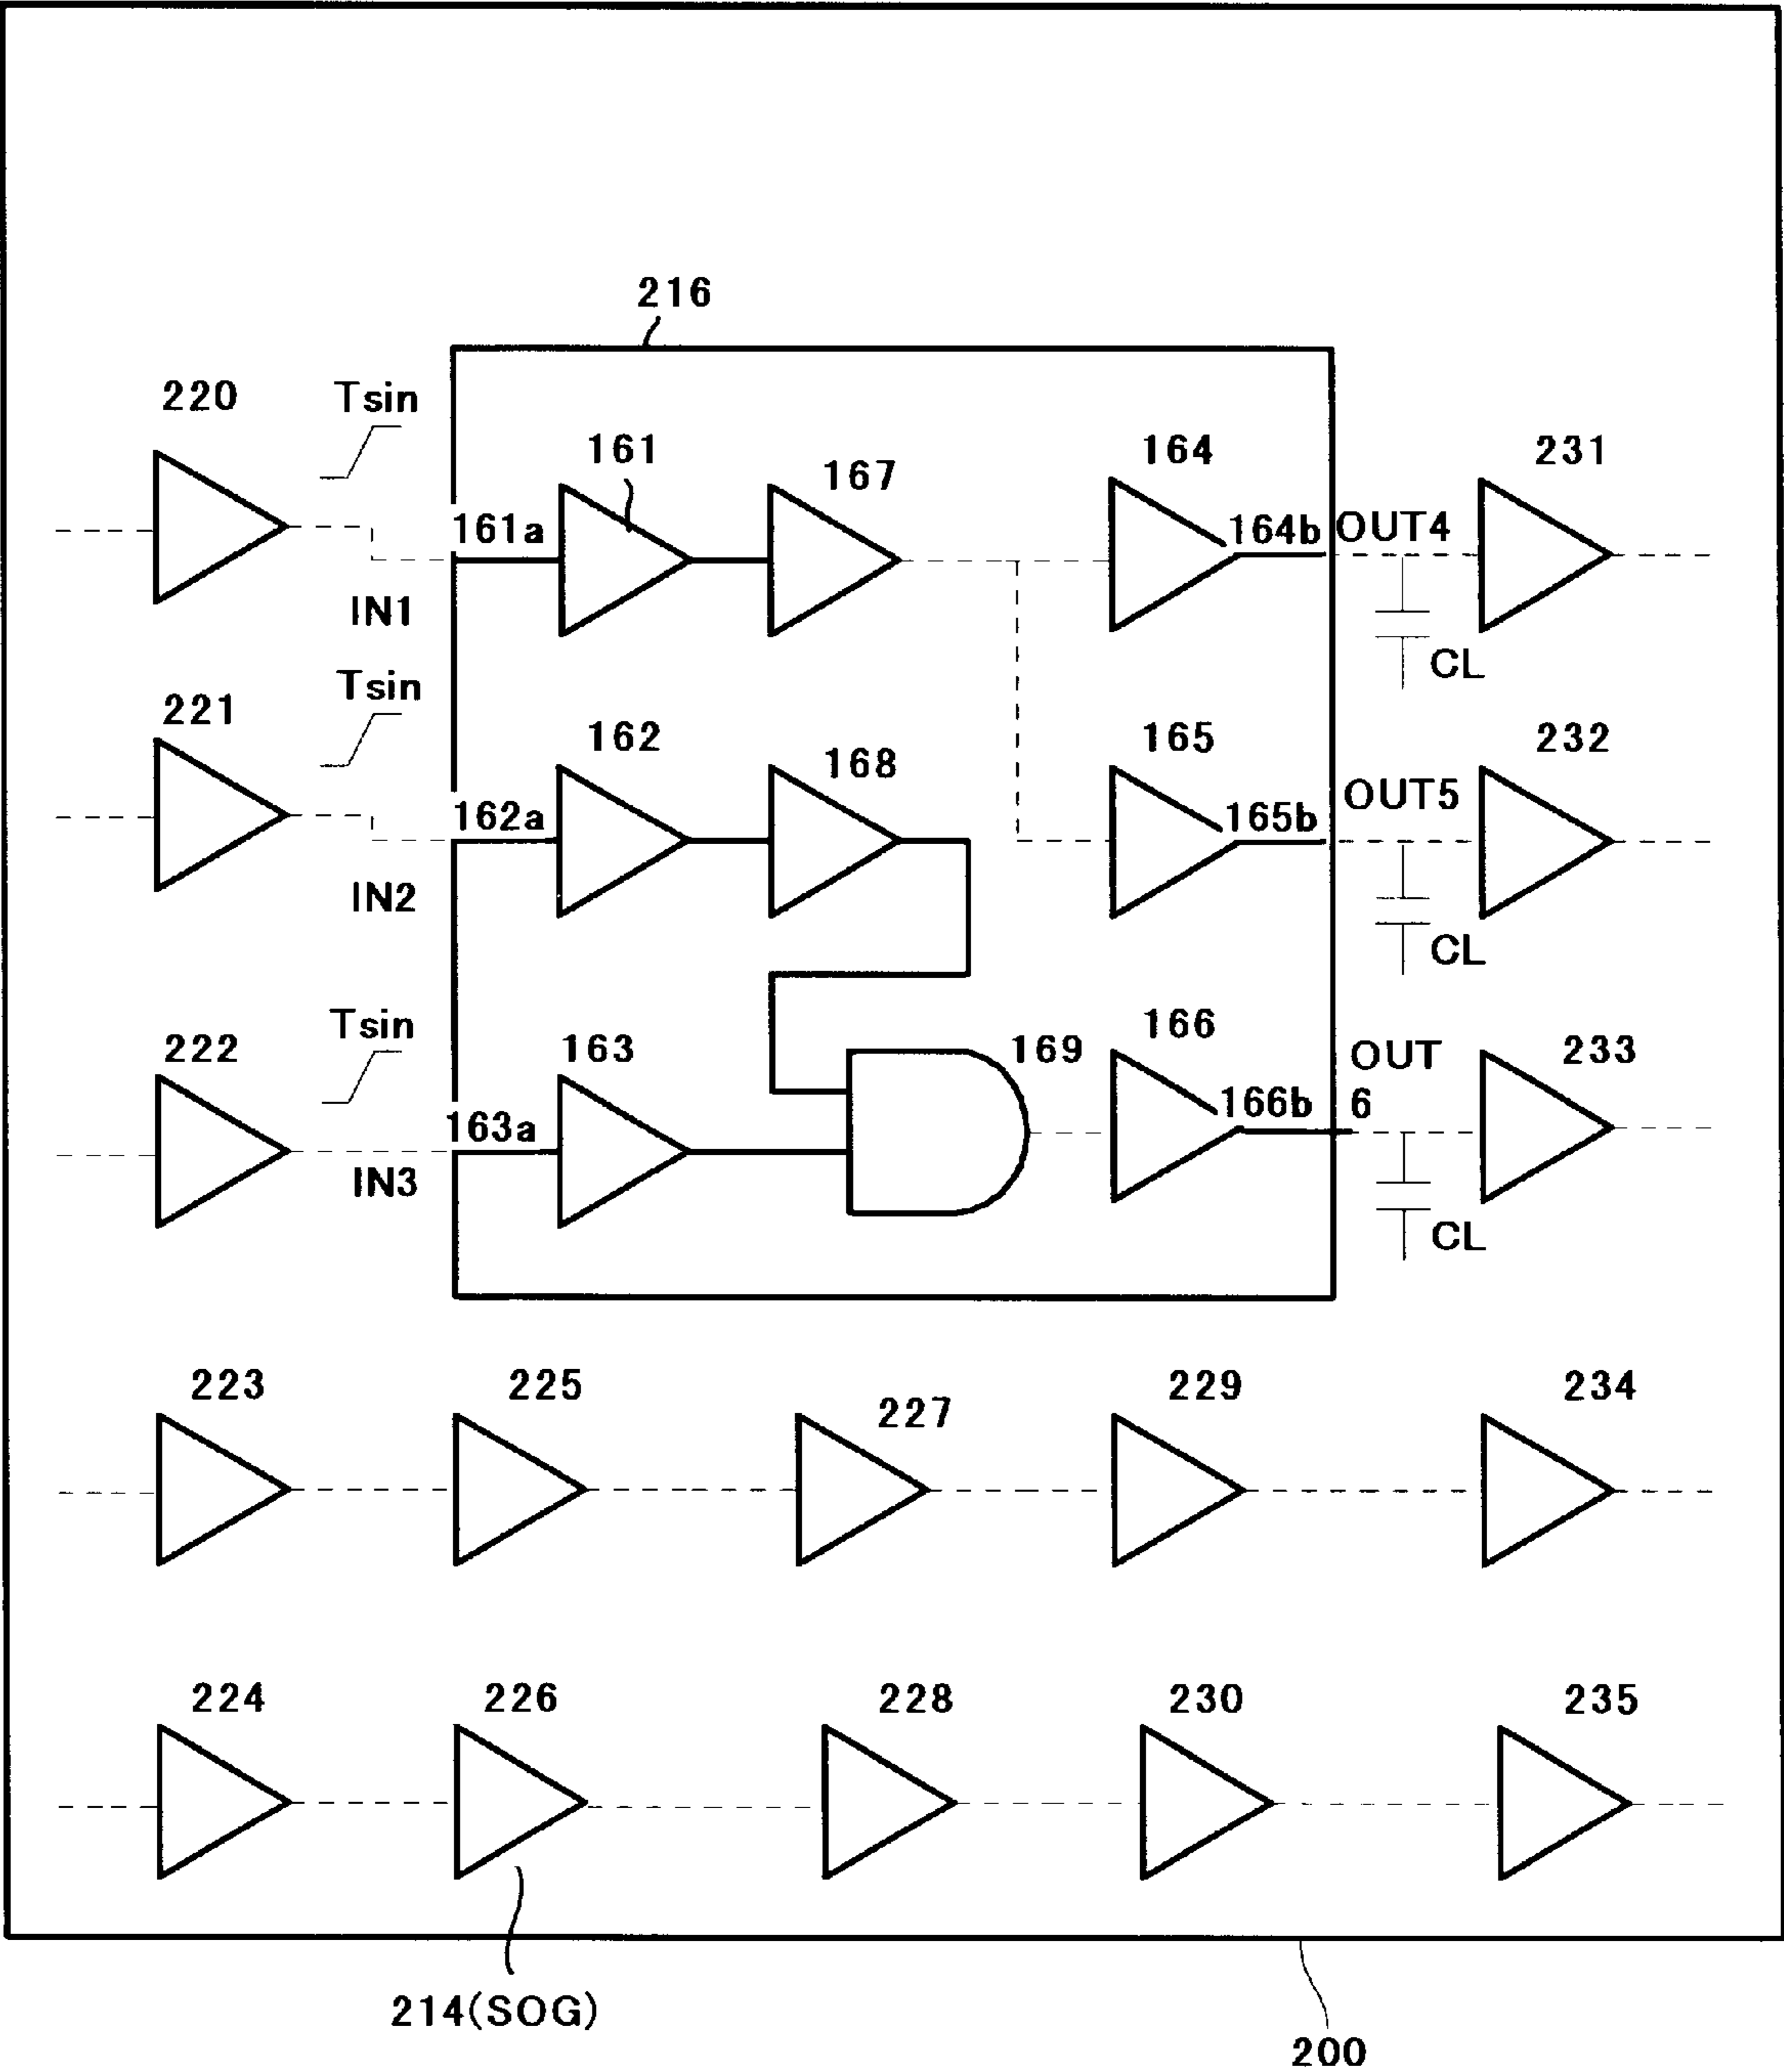 216
220
Tsin
161
167
164
231
161a
164b
OUT4
IN1
CL
221
Tsin
162
168
165
232
162a
165b
OUT5
IN2
CL
222
Tsin
163
169
166
OUT
6
233
163a
166b
IN3
CL
223
225
227
229
234
224
226
228
230
235
214(SOG)
200